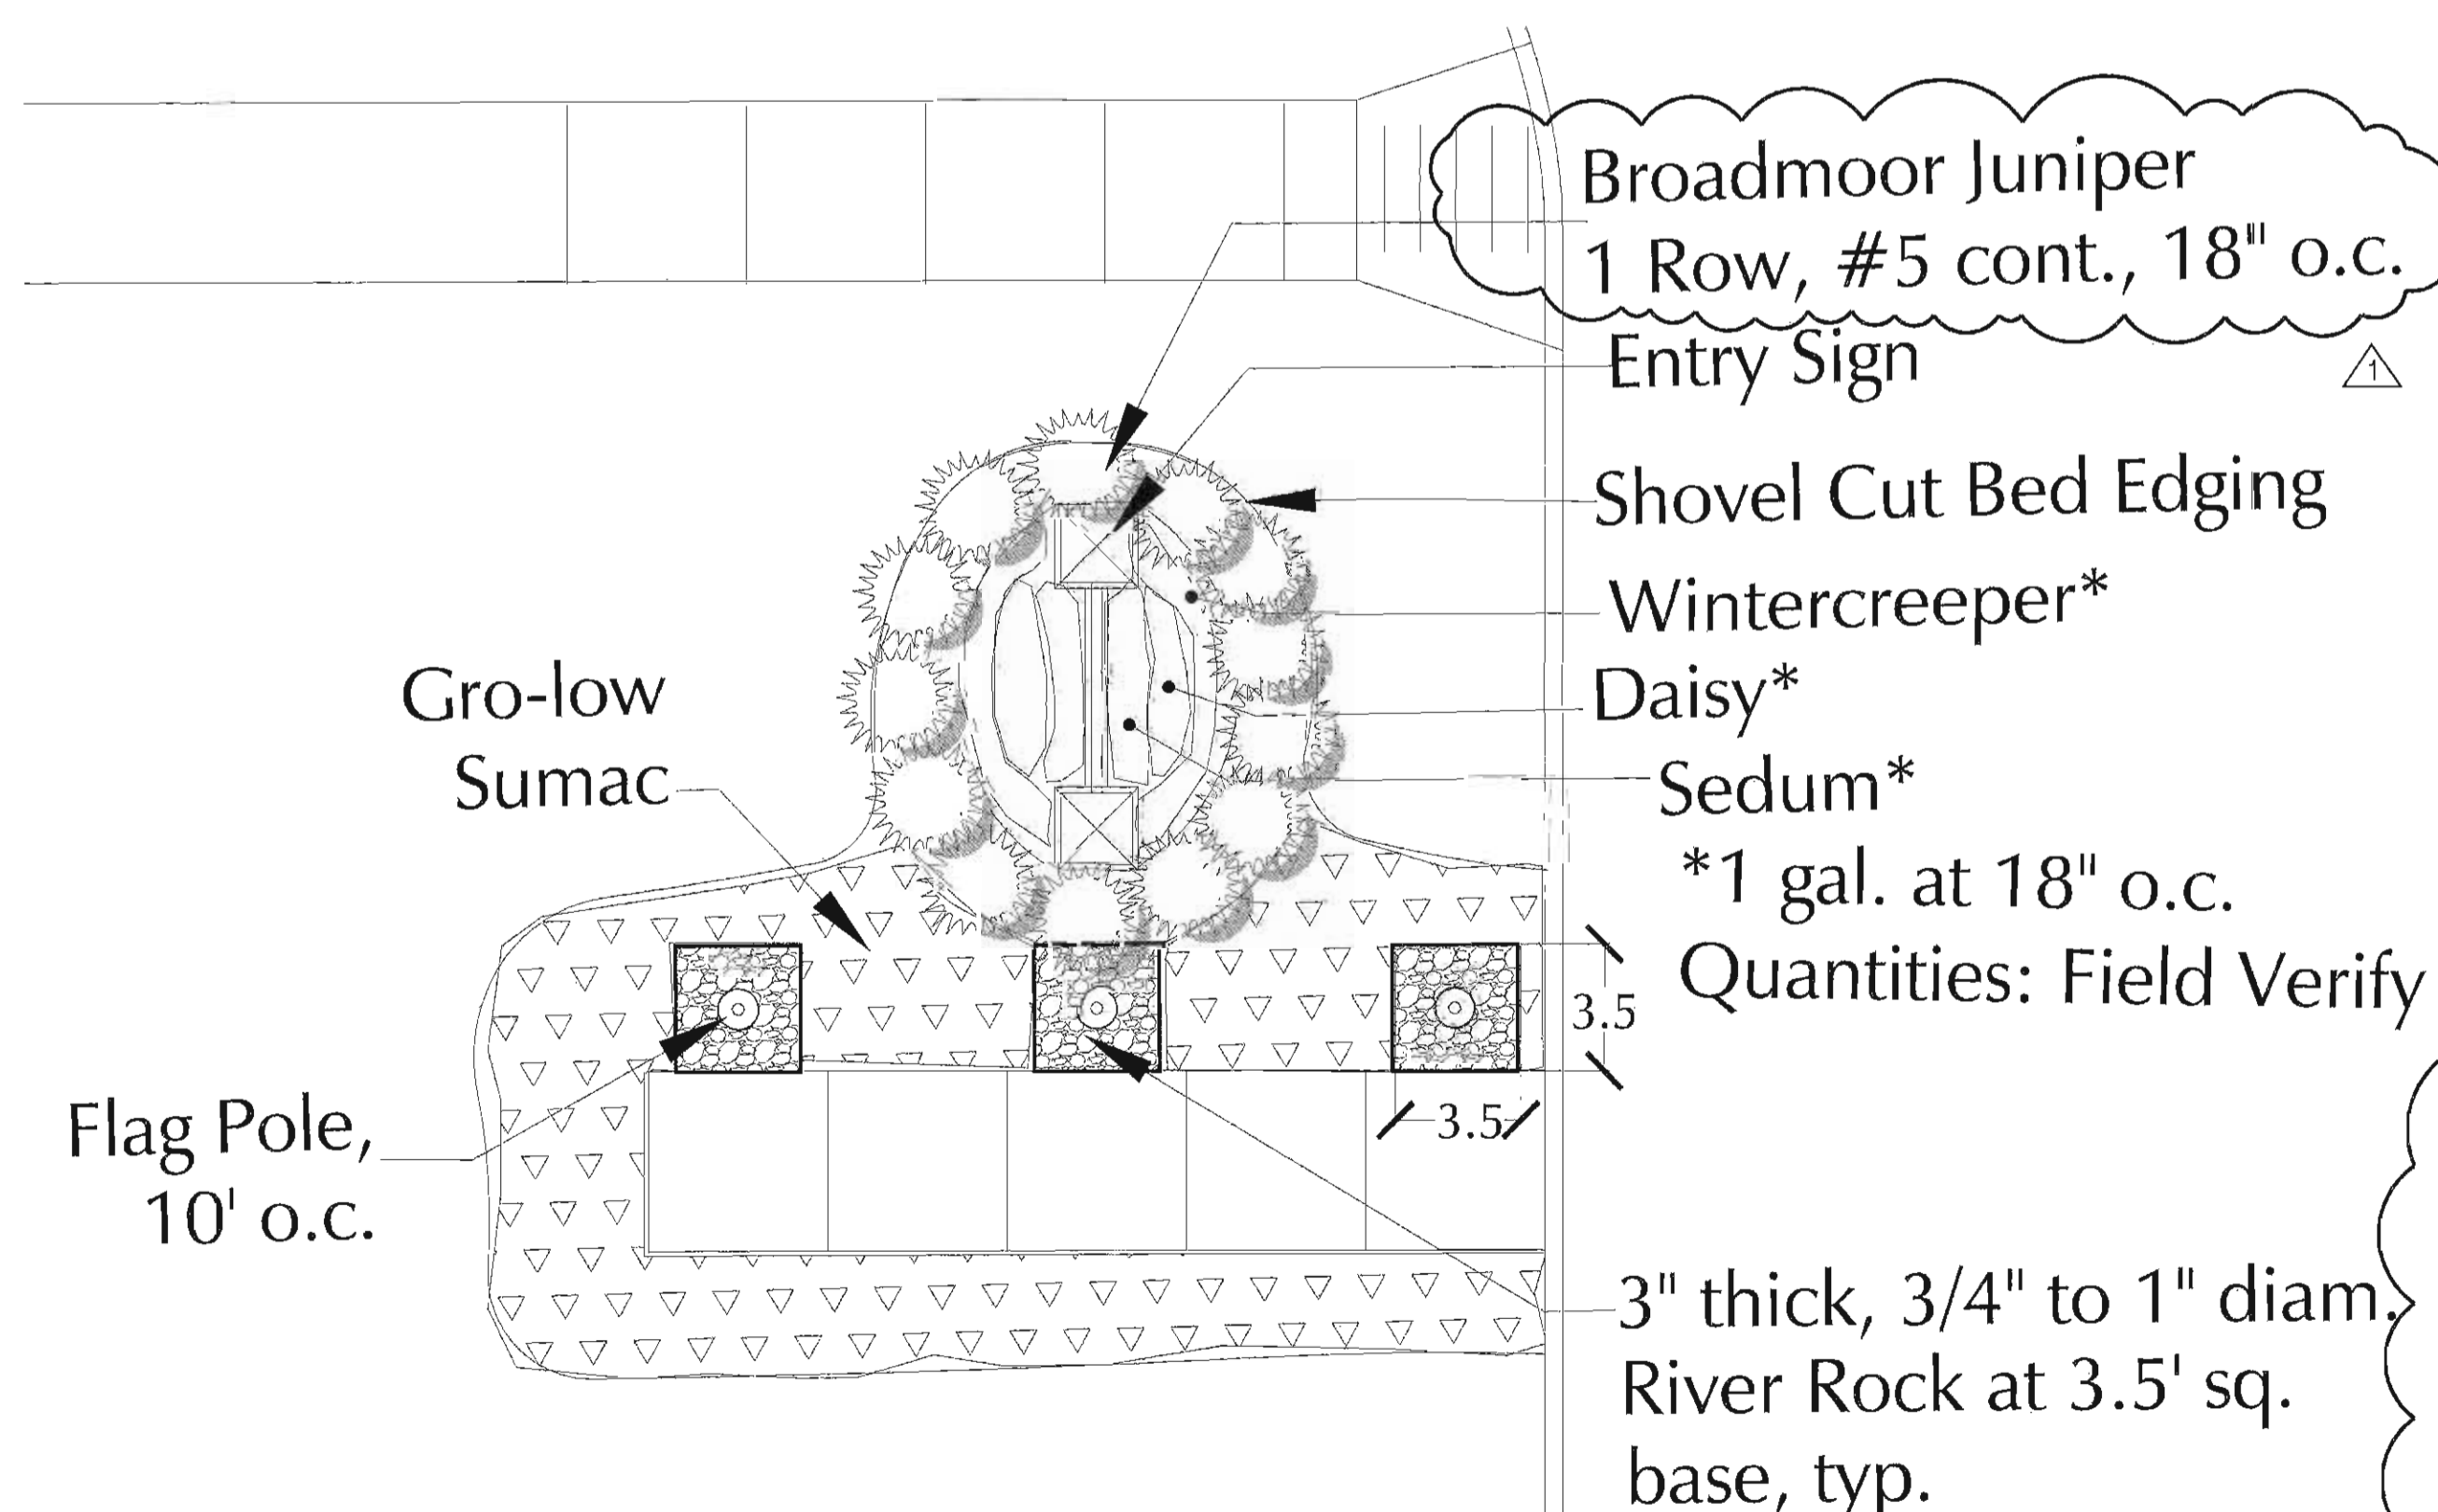 Broadmoor Juniper
1 Row, #5 cont., 18" o.c.
Entry Sign
1
Shovel Cut Bed Edging
Wintercreeper*
Daisy*
Sedum*
*1 gal. at 18" o.c.
Quantities: Field Verify
Gro-low
Sumac
3.5
3.5
Flag Pole,
10' o.c.
3" thick, 3/4" to 1" diam.
River Rock at 3.5' sq.
base, typ.